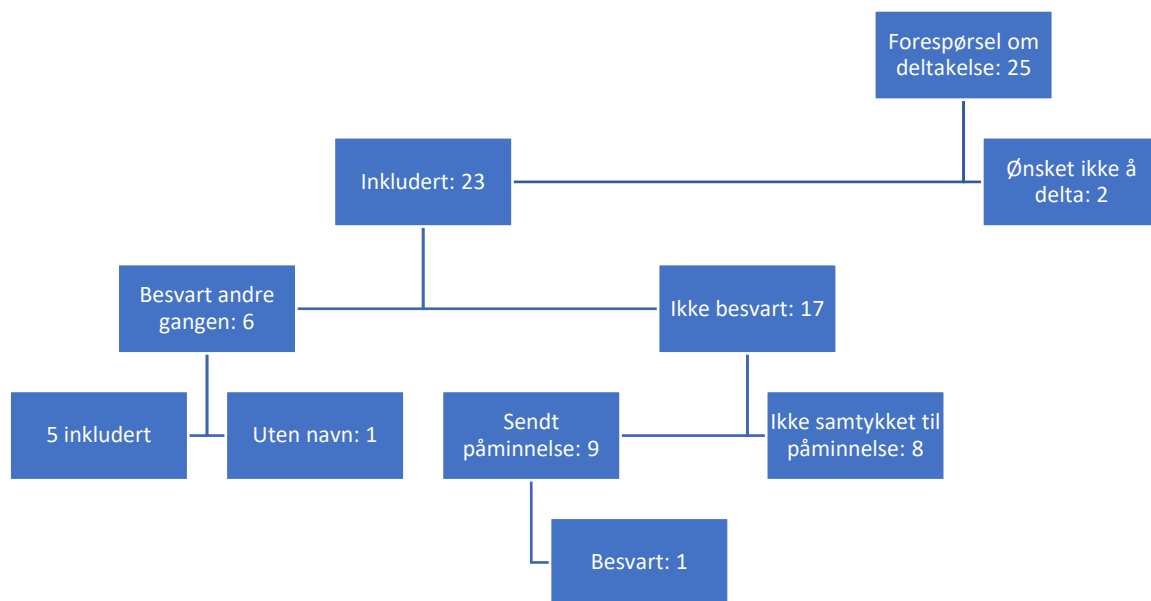 Forespørsel om
deltakelse: 25
Inkludert: 23
Ønsket ikke å
delta: 2
Besvart andre
gangen: 6
Ikke besvart: 17
5 inkludert
Uten navn: 1
Sendt
påminnelse: 9
Ikke samtykket til
påminnelse: 8
Besvart: 1